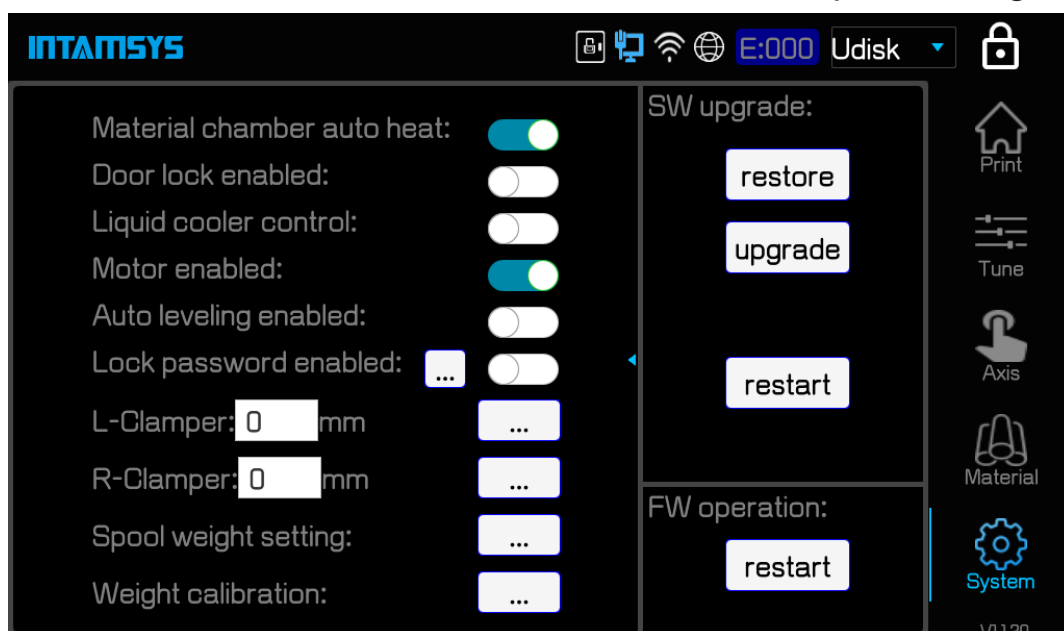 INTAMSYS
E:000 Udisk
Material chamber auto heat:
Door lock enabled:
Liquid cooler control:
Motor enabled:
Auto leveling enabled:
Lock password enabled: ...
L-Clamper: 0 mm ...
R-Clamper: 0 mm ...
Spool weight setting: ...
Weight calibration: ...
SW upgrade:
restore
upgrade
restart
FW operation:
restart
Print
Tune
Axis
Material
System